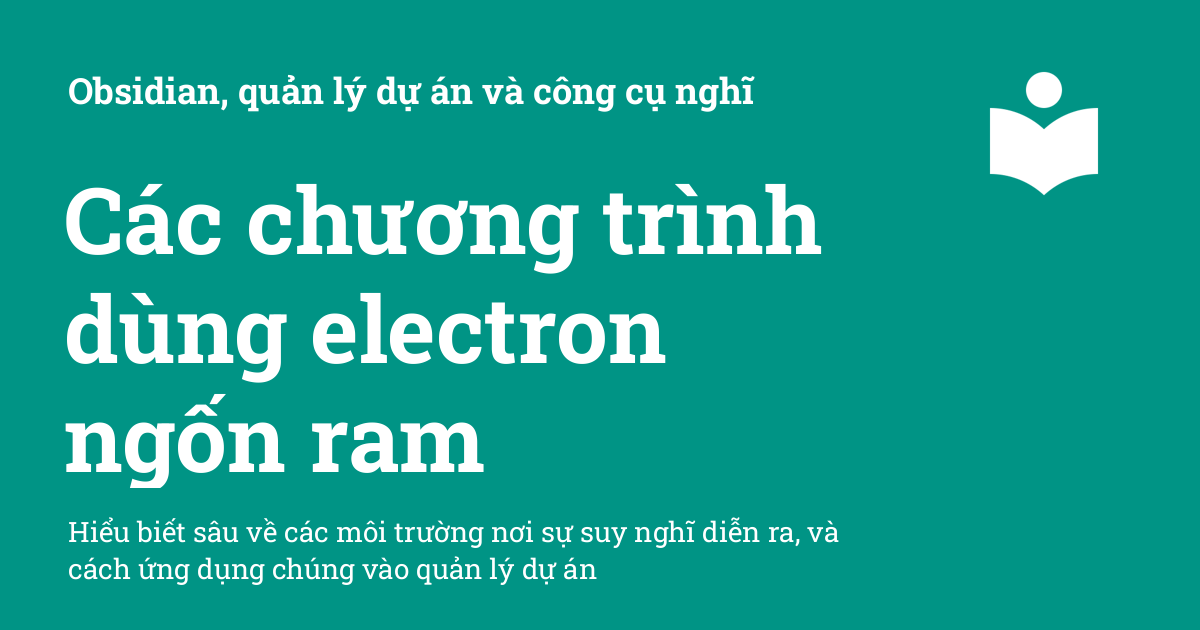 Obsidian, quản lý dự án và công cụ nghĩ
Các chương trình
dùng electron
ngốn ram
Hiểu biết sâu về các môi trường nơi sự suy nghĩ diễn ra, và
cách ứng dụng chúng vào quản lý dự án